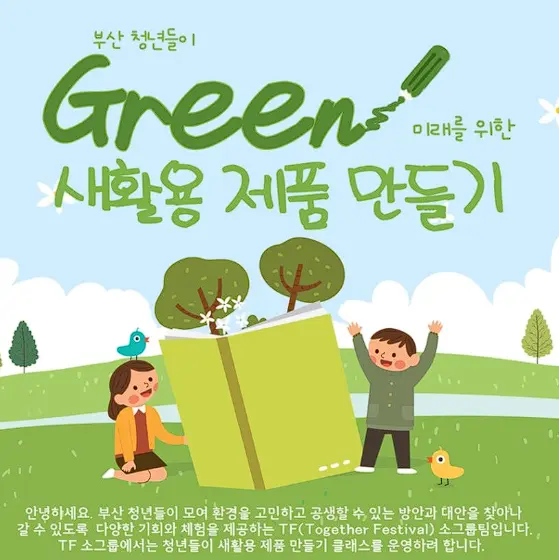 부산 청년들이
Green
미래를 위한
새활용 제품 만들기
안녕하세요. 부산 청년들이 모여 환경을 고민하고 공생할 수 있는 방안과 대안을 찾아나
갈 수 있도록 다양한 기회와 체험을 제공하는 TF(Together Festival) 소그룹팀입니다.
TF 소그룹에서는 청년들이 새활용 제품 만들기 클래스를 운영하려 합니다.